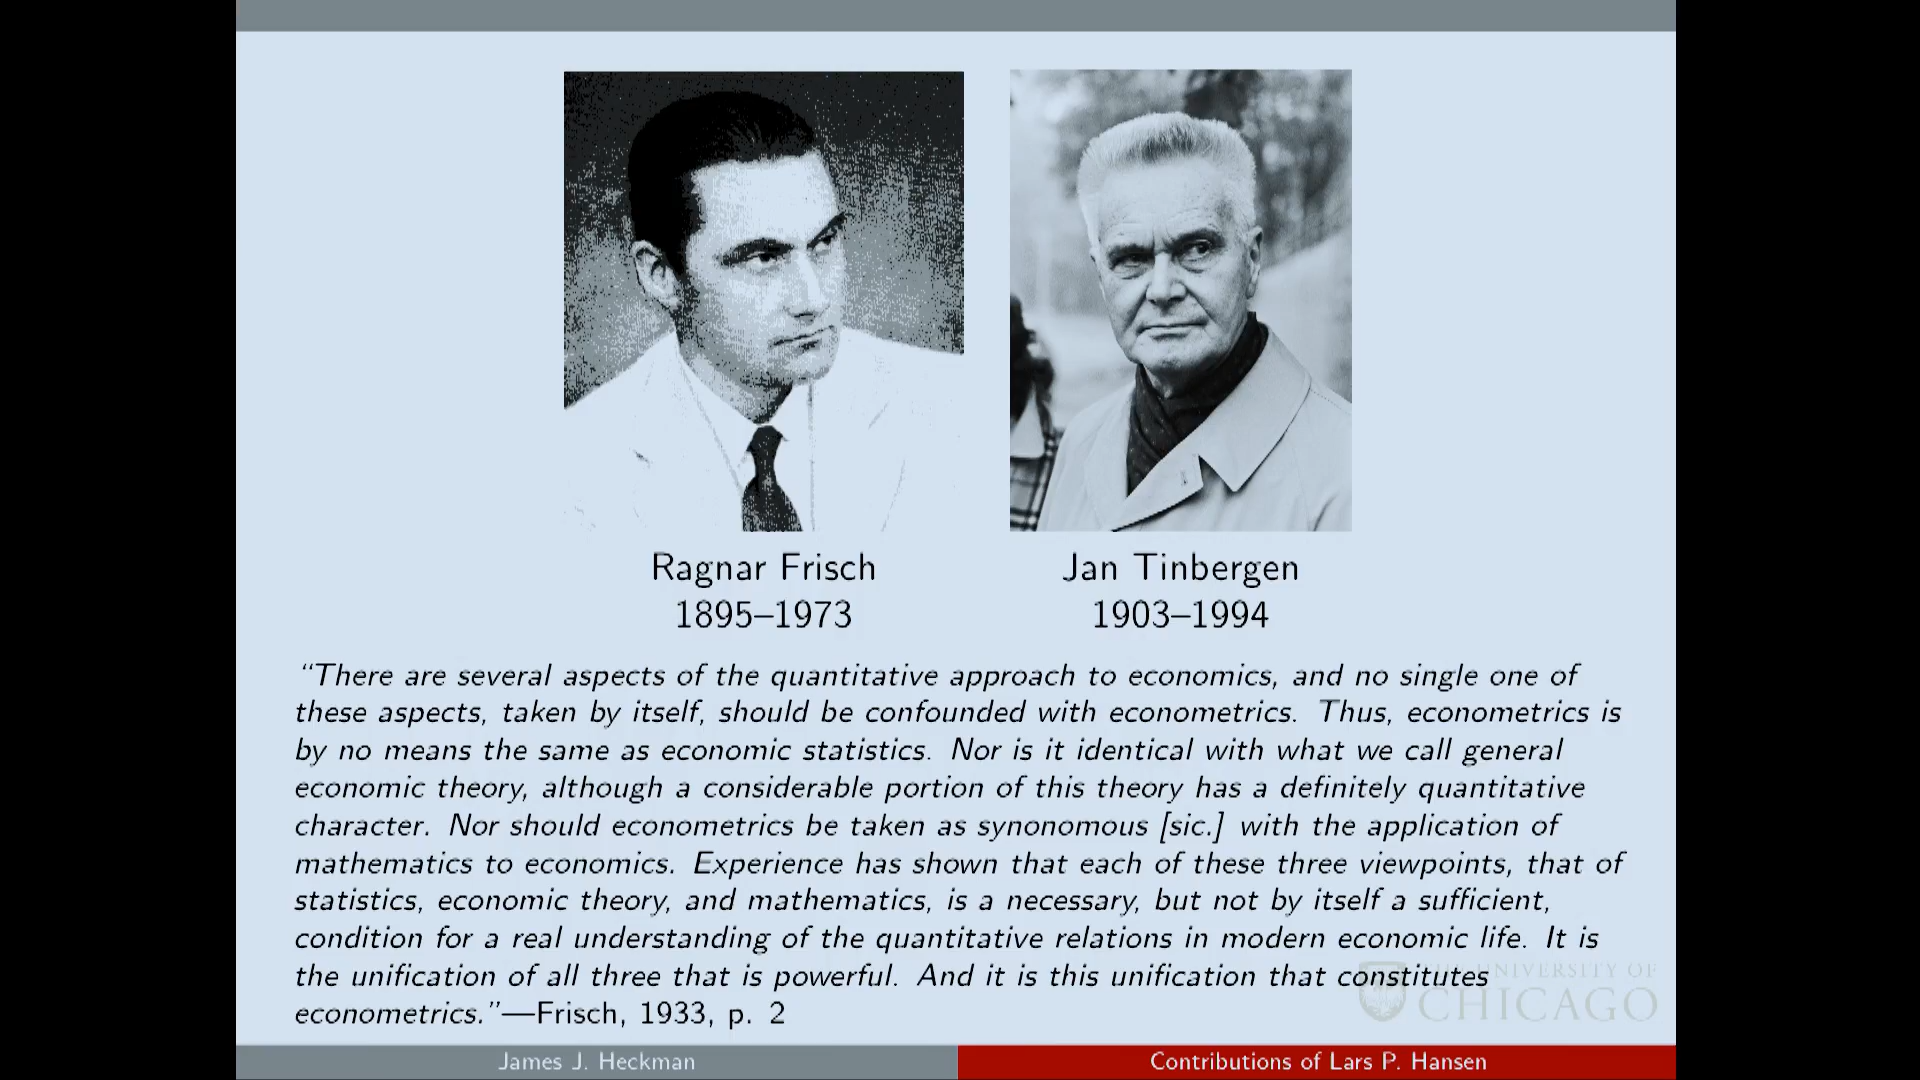 Ragnar Frisch
1895–1973
Jan Tinbergen
1903–1994
“There are several aspects of the quantitative approach to economics, and no single one of
these aspects, taken by itself, should be confounded with econometrics. Thus, econometrics is
by no means the same as economic statistics. Nor is it identical with what we call general
economic theory, although a considerable portion of this theory has a definitely quantitative
character. Nor should econometrics be taken as synonomous [sic.] with the application of
mathematics to economics. Experience has shown that each of these three viewpoints, that of
statistics, economic theory, and mathematics, is a necessary, but not by itself a sufficient,
condition for a real understanding of the quantitative relations in modern economic life. It is
the unification of all three that is powerful. And it is this unification that constitutes
econometrics.”—Frisch, 1933, p. 2
THE UNIVERSITY OF
CHICAGO
James J. Heckman
Contributions of Lars P. Hansen